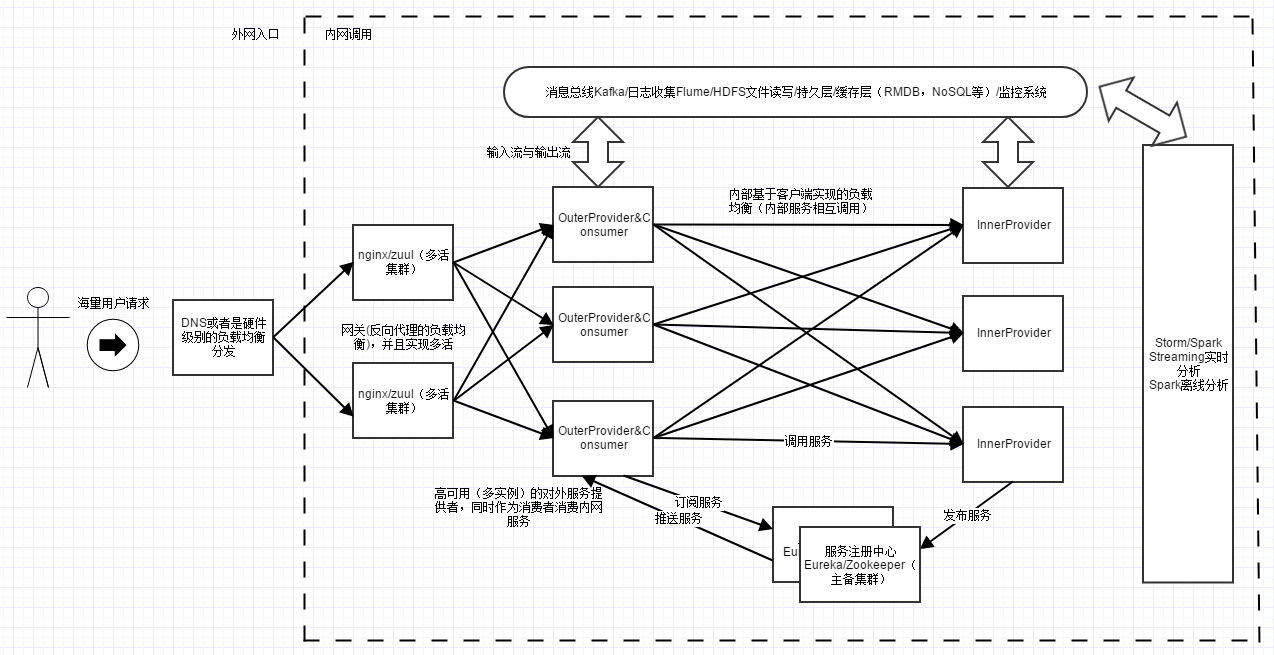 外网入口
内网调用
消息总线Kafka/日志收集Flume/HDFS文件读写/持久层/缓存层（RMDB，NoSQL等）/监控系统
输入流与输出流
内部基于客户端实现的负载
均衡（内部服务相互调用）
OuterProvider&C
onsumer
InnerProvider
nginx/zuul（多活
集群）
海量用户请求
DNS或者是硬件
级别的负载均衡
分发
网关(反向代理的负载均
衡)，并且实现多活
OuterProvider&C
onsumer
InnerProvider
Storm/Spark
Streaming实时
分析
Spark离线分析
nginx/zuul（多活
集群）
OuterProvider&C
onsumer
调用服务
InnerProvider
高可用（多实例）的对外服务提
供者，同时作为消费者消费内网
服务
订阅服务
推送服务
发布服务
服务注册中心
Eureka/Zookeeper（
主备集群）